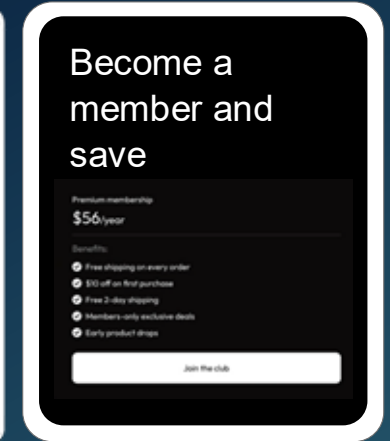 Become a
member and
save
Premium membership
$56/year
Benefits:
Free shipping on every order
$10 off on first purchase
Free 2-day shipping
Members-only exclusive deals
Early product drops
Join the club